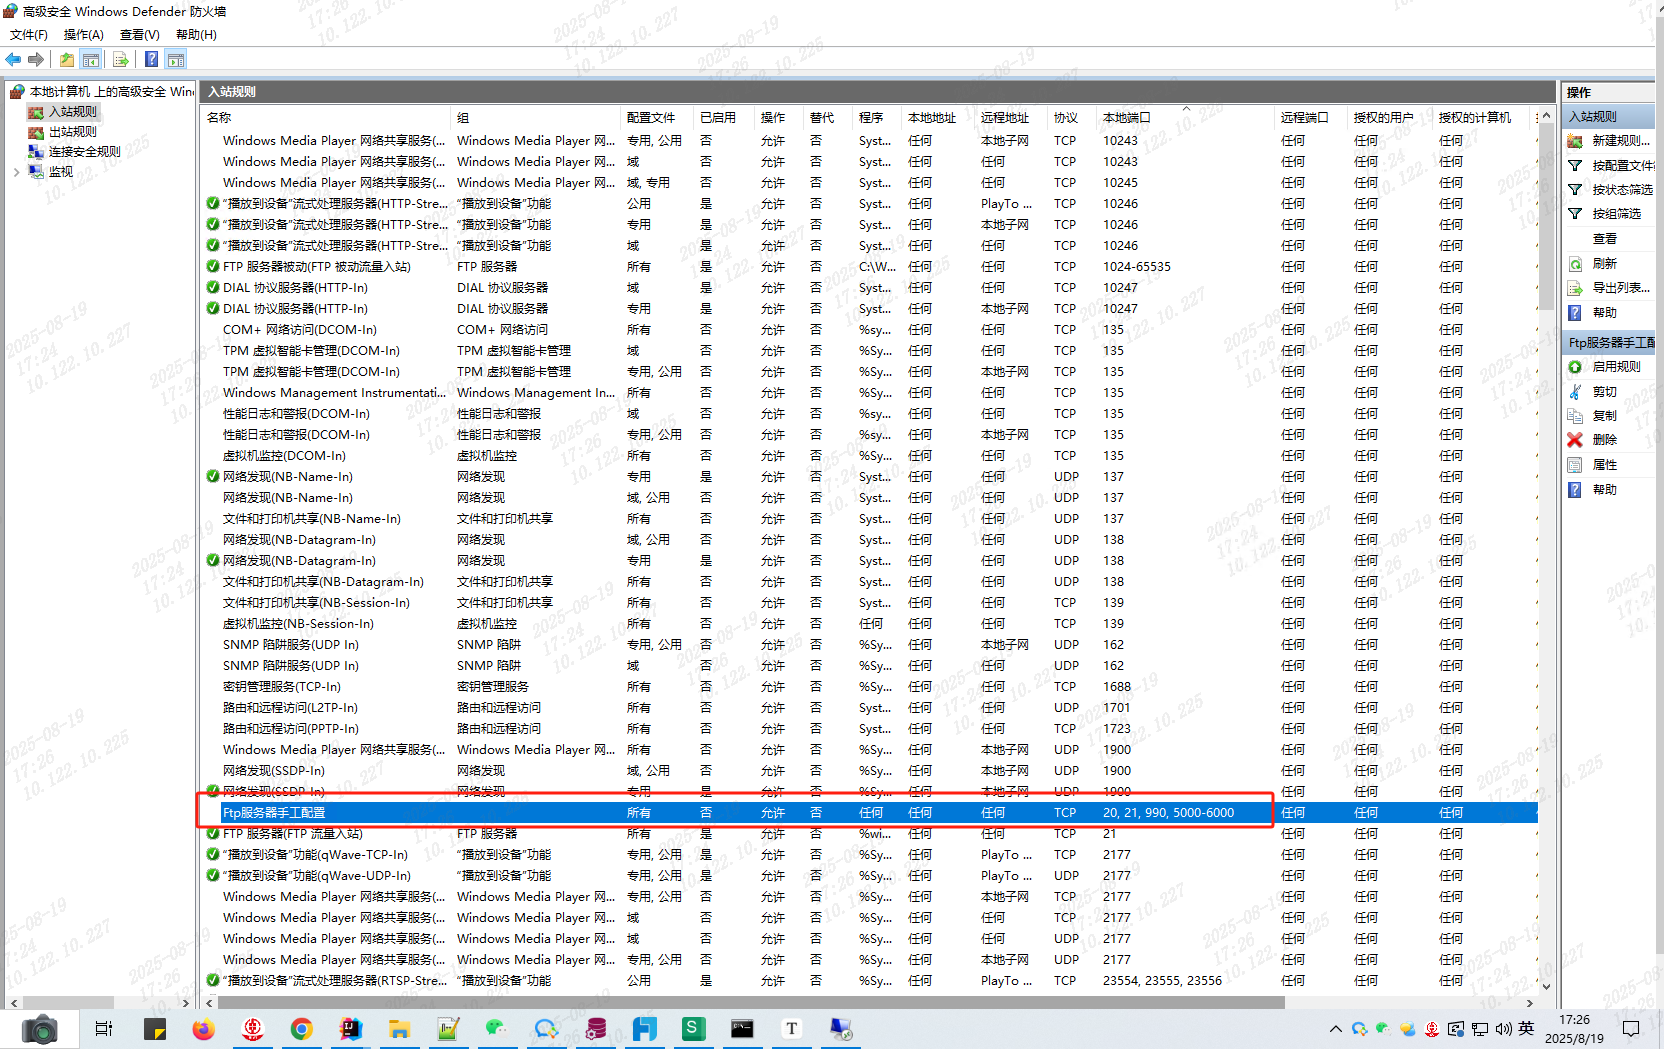 高级安全 Windows Defender 防火墙
文件(F) 操作(A) 查看(V) 帮助(H)
本地计算机 上的高级安全 Win
入站规则
出站规则
连接安全规则
监视
入站规则
名称 组 配置文件 已启用 操作 替代 程序 本地地址 远程地址 协议 本地端口 远程端口 授权的用户 授权的计算机
Windows Media Player 网络共享服务(... Windows Media Player 网... 专用, 公用 否 允许 否 Syst... 任何 本地子网 TCP 10243 任何 任何 任何
Windows Media Player 网络共享服务(... Windows Media Player 网... 域 否 允许 否 Syst... 任何 任何 TCP 10243 任何 任何 任何
Windows Media Player 网络共享服务(... Windows Media Player 网... 域, 专用 否 允许 否 Syst... 任何 任何 TCP 10245 任何 任何 任何
"播放到设备"流式处理服务器(HTTP-Stre... "播放到设备"功能 公用 是 允许 否 Syst... 任何 PlayTo ... TCP 10246 任何 任何 任何
"播放到设备"流式处理服务器(HTTP-Stre... "播放到设备"功能 专用 是 允许 否 Syst... 任何 本地子网 TCP 10246 任何 任何 任何
"播放到设备"流式处理服务器(HTTP-Stre... "播放到设备"功能 域 是 允许 否 Syst... 任何 任何 TCP 10246 任何 任何 任何
FTP 服务器被动(FTP 被动流量入站) FTP 服务器 所有 是 允许 否 C:\W... 任何 任何 TCP 1024-65535 任何 任何 任何
DIAL 协议服务器(HTTP-In) DIAL 协议服务器 域 是 允许 否 Syst... 任何 任何 TCP 10247 任何 任何 任何
DIAL 协议服务器(HTTP-In) DIAL 协议服务器 专用 是 允许 否 Syst... 任何 本地子网 TCP 10247 任何 任何 任何
COM+ 网络访问(DCOM-In) COM+ 网络访问 所有 否 允许 否 %sy... 任何 任何 TCP 135 任何 任何 任何
TPM 虚拟智能卡管理(DCOM-In) TPM 虚拟智能卡管理 域 否 允许 否 %Sy... 任何 任何 TCP 135 任何 任何 任何
TPM 虚拟智能卡管理(DCOM-In) TPM 虚拟智能卡管理 专用, 公用 否 允许 否 %Sy... 任何 本地子网 TCP 135 任何 任何 任何
Windows Management Instrumentati... Windows Management In... 所有 否 允许 否 %Sy... 任何 任何 TCP 135 任何 任何 任何
性能日志和警报(DCOM-In) 性能日志和警报 域 否 允许 否 %sy... 任何 任何 TCP 135 任何 任何 任何
性能日志和警报(DCOM-In) 性能日志和警报 专用, 公用 否 允许 否 %sy... 任何 本地子网 TCP 135 任何 任何 任何
虚拟机监控(DCOM-In) 虚拟机监控 所有 否 允许 否 %Sy... 任何 任何 TCP 135 任何 任何 任何
网络发现(NB-Name-In) 网络发现 专用 是 允许 否 Syst... 任何 任何 UDP 137 任何 任何 任何
网络发现(NB-Name-In) 网络发现 域, 公用 否 允许 否 Syst... 任何 任何 UDP 137 任何 任何 任何
文件和打印机共享(NB-Name-In) 文件和打印机共享 所有 否 允许 否 Syst... 任何 任何 UDP 137 任何 任何 任何
网络发现(NB-Datagram-In) 网络发现 域, 公用 否 允许 否 Syst... 任何 任何 UDP 138 任何 任何 任何
网络发现(NB-Datagram-In) 网络发现 专用 是 允许 否 Syst... 任何 任何 UDP 138 任何 任何 任何
文件和打印机共享(NB-Datagram-In) 文件和打印机共享 所有 否 允许 否 Syst... 任何 任何 UDP 138 任何 任何 任何
文件和打印机共享(NB-Session-In) 文件和打印机共享 所有 否 允许 否 Syst... 任何 任何 TCP 139 任何 任何 任何
虚拟机监控(NB-Session-In) 虚拟机监控 所有 否 允许 否 任何 任何 任何 TCP 139 任何 任何 任何
SNMP 陷阱服务(UDP In) SNMP 陷阱 专用, 公用 否 允许 否 %Sy... 任何 本地子网 UDP 162 任何 任何 任何
SNMP 陷阱服务(UDP In) SNMP 陷阱 域 否 允许 否 %Sy... 任何 任何 UDP 162 任何 任何 任何
密钥管理服务(TCP-In) 密钥管理服务 所有 否 允许 否 %Sy... 任何 任何 TCP 1688 任何 任何 任何
路由和远程访问(L2TP-In) 路由和远程访问 所有 否 允许 否 Syst... 任何 任何 UDP 1701 任何 任何 任何
路由和远程访问(PPTP-In) 路由和远程访问 所有 否 允许 否 Syst... 任何 任何 TCP 1723 任何 任何 任何
Windows Media Player 网络共享服务(... Windows Media Player 网... 所有 否 允许 否 %Sy... 任何 本地子网 UDP 1900 任何 任何 任何
网络发现(SSDP-In) 网络发现 域, 公用 否 允许 否 %Sy... 任何 本地子网 UDP 1900 任何 任何 任何
网络发现(SSDP-In) 网络发现 专用 是 允许 否 %Sy... 任何 本地子网 UDP 1900 任何 任何 任何
Ftp服务器手工配置 所有 否 允许 否 任何 任何 任何 TCP 20, 21, 990, 5000-6000 任何 任何 任何
FTP 服务器(FTP 流量入站) FTP 服务器 所有 是 允许 否 %wi... 任何 任何 TCP 21 任何 任何 任何
"播放到设备"功能(qWave-TCP-In) "播放到设备"功能 专用, 公用 是 允许 否 %Sy... 任何 PlayTo ... TCP 2177 任何 任何 任何
"播放到设备"功能(qWave-UDP-In) "播放到设备"功能 专用, 公用 是 允许 否 %Sy... 任何 PlayTo ... UDP 2177 任何 任何 任何
Windows Media Player 网络共享服务(... Windows Media Player 网... 专用, 公用 否 允许 否 %Sy... 任何 本地子网 TCP 2177 任何 任何 任何
Windows Media Player 网络共享服务(... Windows Media Player 网... 域 否 允许 否 %Sy... 任何 任何 TCP 2177 任何 任何 任何
Windows Media Player 网络共享服务(... Windows Media Player 网... 域 否 允许 否 %Sy... 任何 任何 UDP 2177 任何 任何 任何
Windows Media Player 网络共享服务(... Windows Media Player 网... 专用, 公用 否 允许 否 %Sy... 任何 本地子网 UDP 2177 任何 任何 任何
"播放到设备"流式处理服务器(RTSP-Stre... "播放到设备"功能 公用 是 允许 否 Syst... 任何 PlayTo ... TCP 23554, 23555, 23556 任何 任何 任何
操作
入站规则
新建规则...
按配置文件
按状态筛选
按组筛选
查看
刷新
导出列表...
帮助
Ftp服务器手工配
启用规则
剪切
复制
删除
属性
帮助
英
17:26
2025/8/19